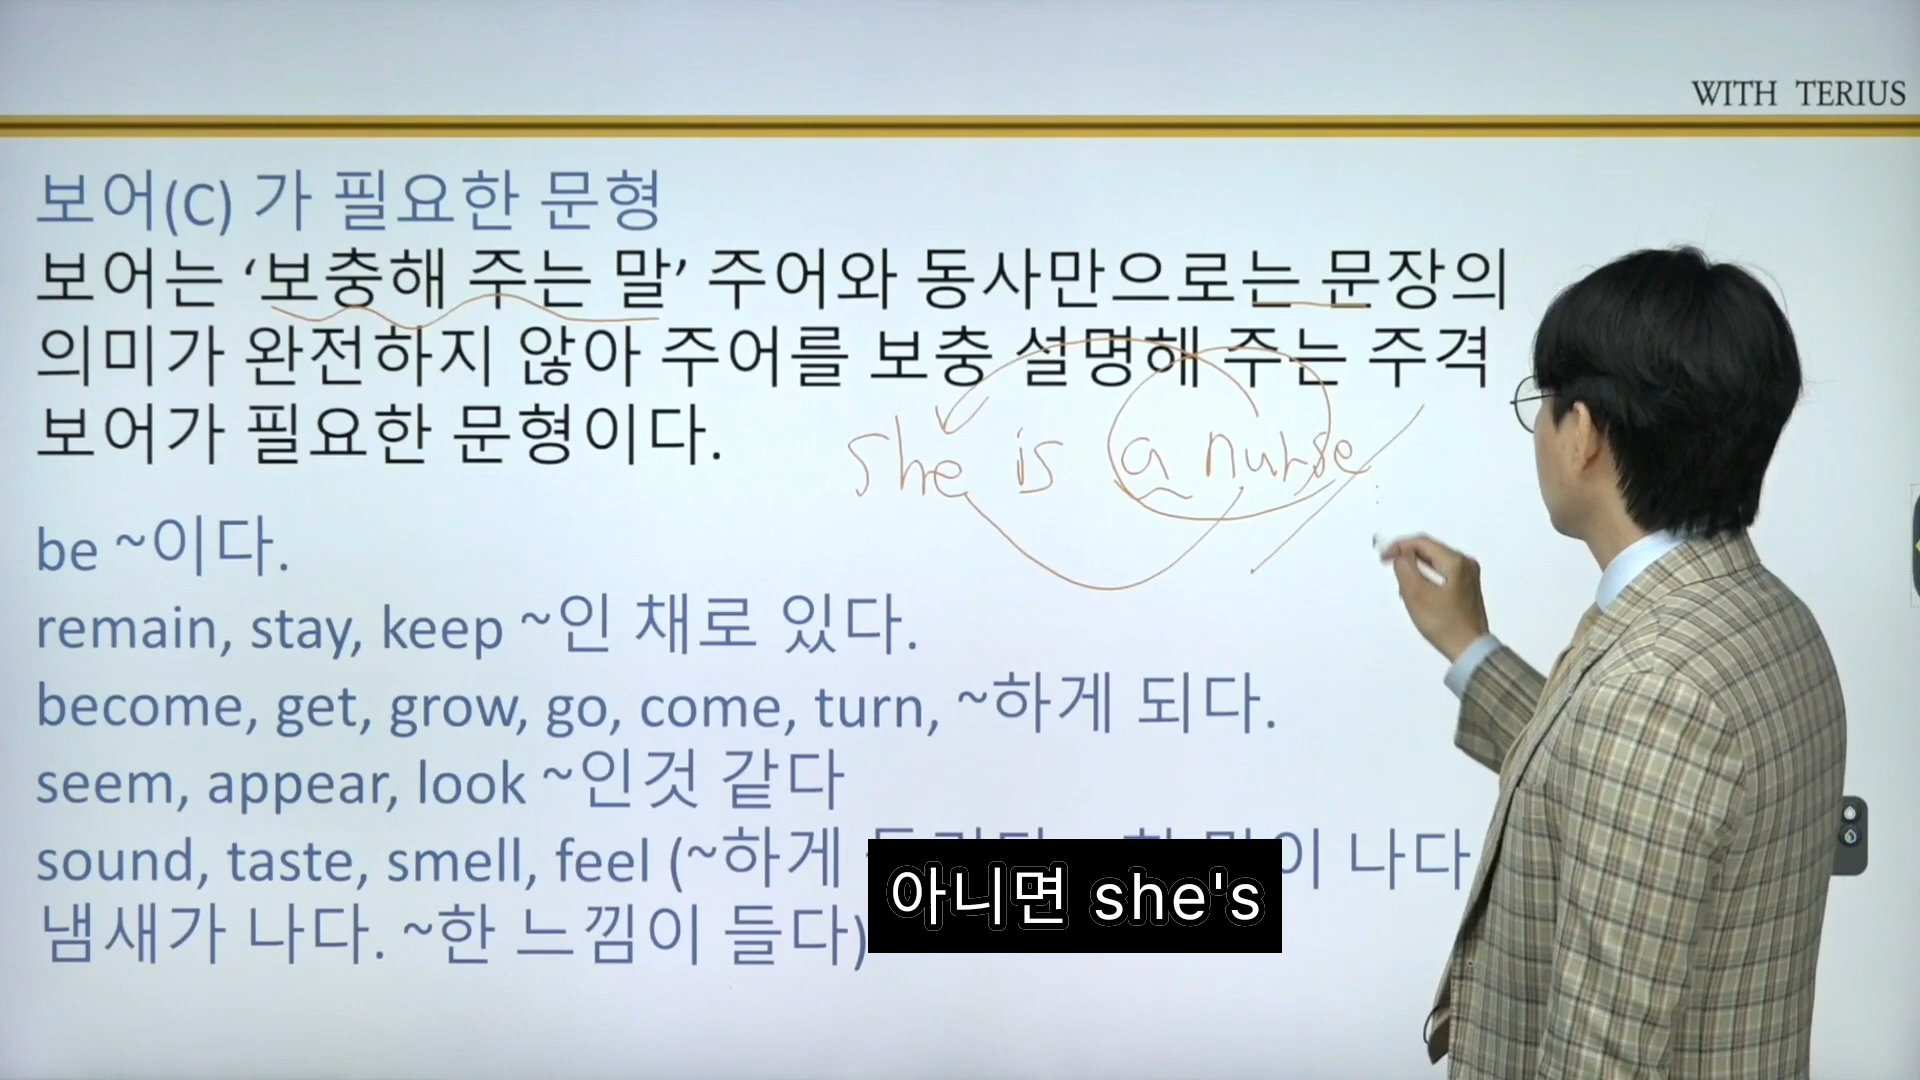 WITH TERIUS
보어(C) 가 필요한 문형
보어는 ‘보충해 주는 말’ 주어와 동사만으로는 문장의
의미가 완전하지 않아 주어를 보충 설명해 주는 주격
보어가 필요한 문형이다.
she is a nurse
be ~이다.
remain, stay, keep ~인 채로 있다.
become, get, grow, go, come, turn, ~하게 되다.
seem, appear, look ~인것 같다
sound, taste, smell, feel (~하게 이 나다
냄새가 나다. ~한 느낌이 들다)
아니면 she's